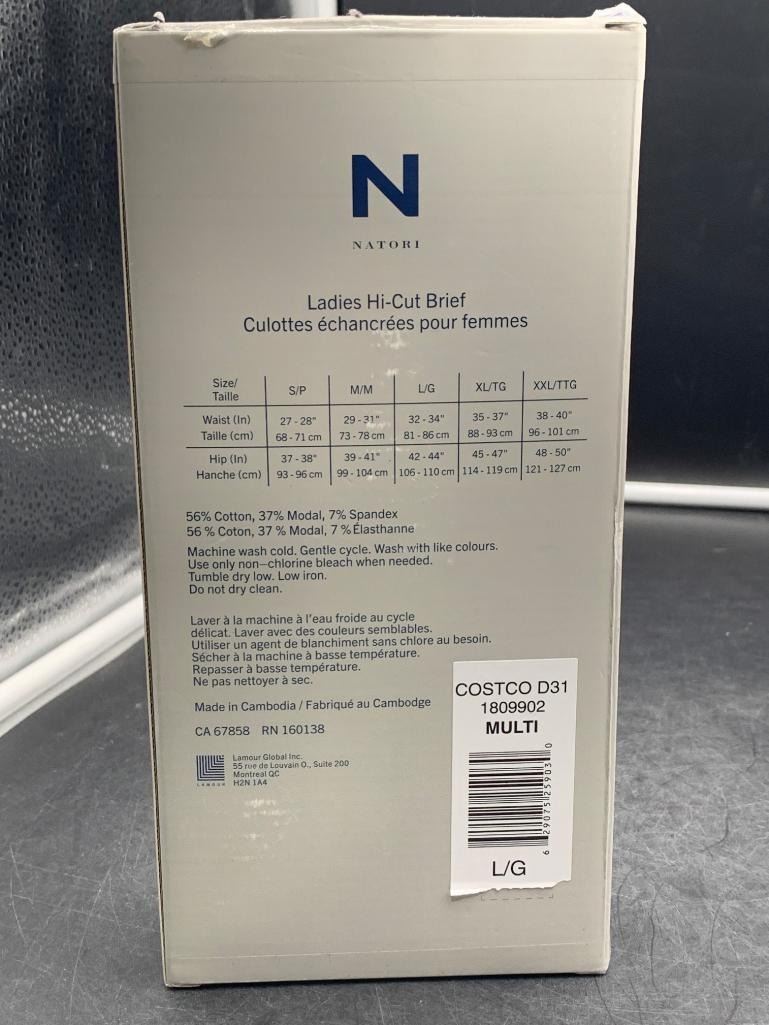 N
NATORI
Ladies Hi-Cut Brief
Culottes échancrées pour femmes
Size/ Taille S/P M/M L/G XL/TG XXL/TTG
Waist (In) 27 - 28" 29 - 31" 32 - 34" 35 - 37" 38 - 40"
Taille (cm) 68 - 71 cm 73 - 78 cm 81 - 86 cm 88 - 93 cm 96 - 101 cm
Hip (In) 37 - 38" 39 - 41" 42 - 44" 45 - 47" 48 - 50"
Hanche (cm) 93 - 96 cm 99 - 104 cm 106 - 110 cm 114 - 119 cm 121 - 127 cm
56% Cotton, 37% Modal, 7% Spandex
56 % Coton, 37 % Modal, 7 % Élasthanne
Machine wash cold. Gentle cycle. Wash with like colours.
Use only non–chlorine bleach when needed.
Tumble dry low. Low iron.
Do not dry clean.
Laver à la machine à l'eau froide au cycle
délicat. Laver avec des couleurs semblables.
Utiliser un agent de blanchiment sans chlore au besoin.
Sécher à la machine à basse température.
Repasser à basse température.
Ne pas nettoyer à sec.
Made in Cambodia / Fabriqué au Cambodge
CA 67858 RN 160138
LAMOUR
Lamour Global Inc.
55 rue de Louvain O., Suite 200
Montreal QC
H2N 1A4
COSTCO D31
1809902
MULTI
6 29075 25903 0
L/G